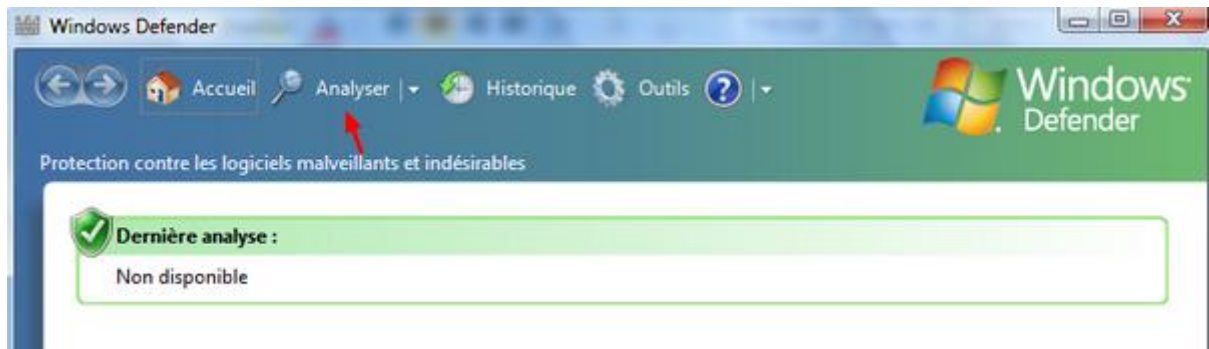 Windows Defender
Accueil Analyser Historique Outils ?
Windows
Defender
Protection contre les logiciels malveillants et indésirables
Dernière analyse :
Non disponible